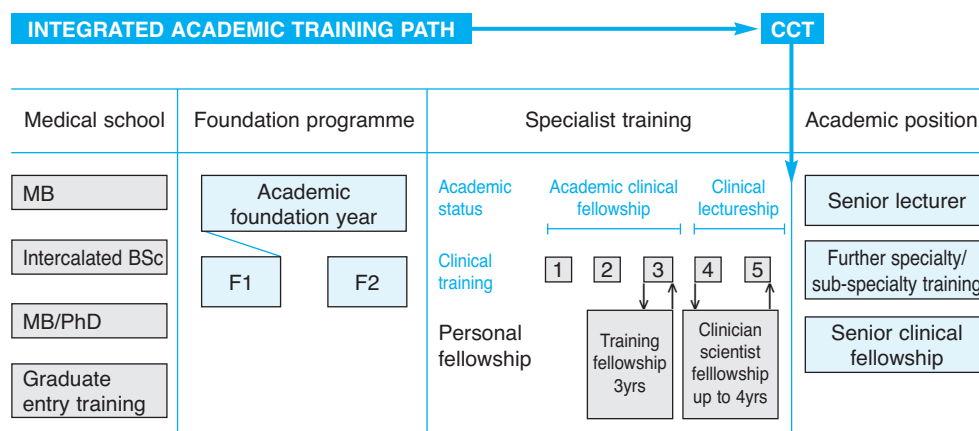 INTEGRATED ACADEMIC TRAINING PATH
CCT
Medical school
Foundation programme
Specialist training
Academic position
MB
Intercalated BSc
MB/PhD
Graduate
entry training
Academic
foundation year
F1
F2
Academic
status
Academic clinical
fellowship
Clinical
lectureship
Clinical
training
1
2
3
4
5
Personal
fellowship
Training
fellowship
3yrs
Clinician
scientist
felllowship
up to 4yrs
Senior lecturer
Further specialty/
sub-specialty training
Senior clinical
fellowship